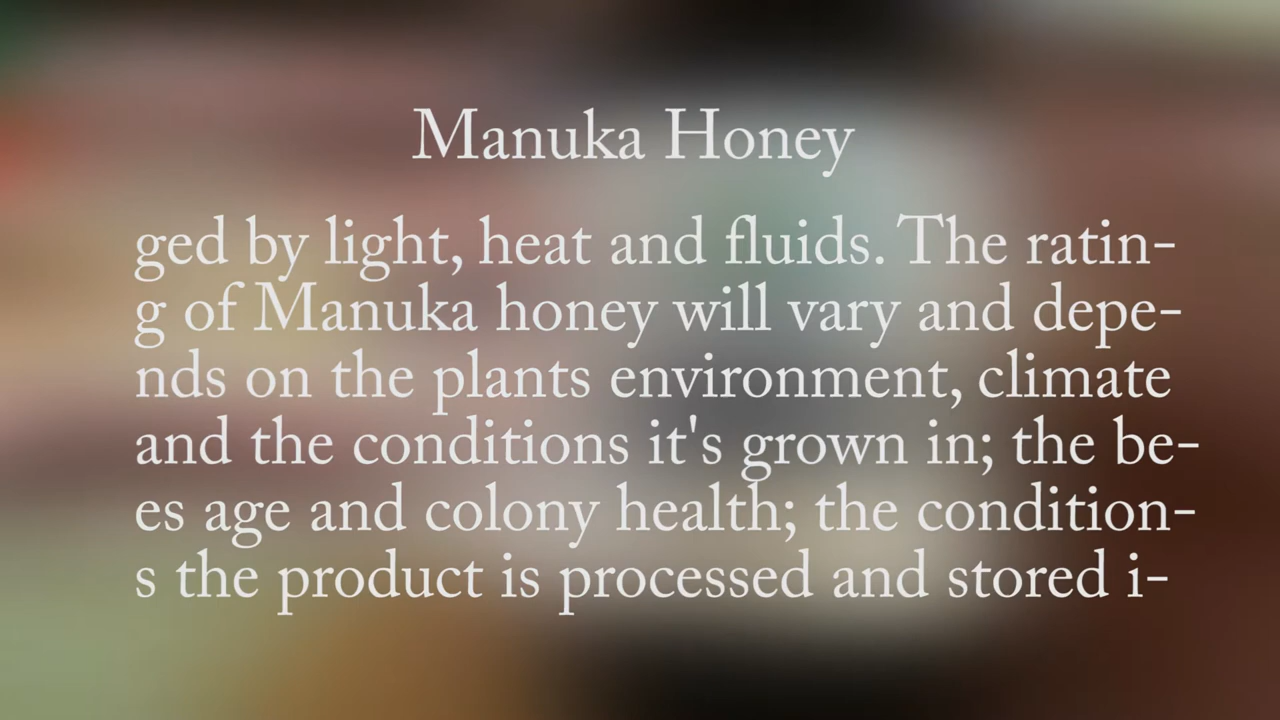 Manuka Honey
ged by light, heat and fluids. The ratin-
g of Manuka honey will vary and depe-
nds on the plants environment, climate
and the conditions it's grown in; the be-
es age and colony health; the condition-
s the product is processed and stored i-